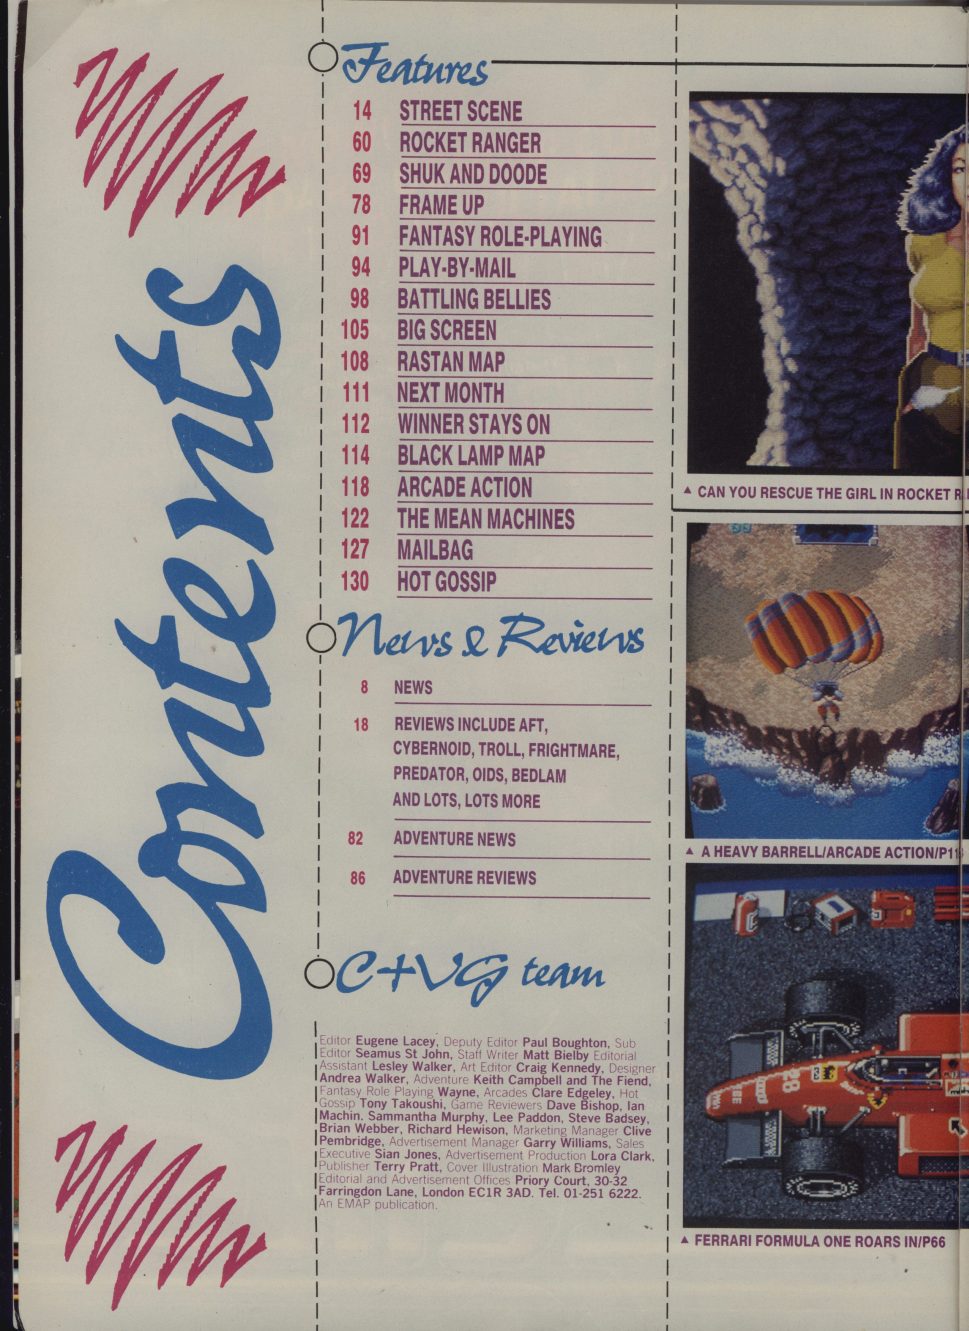 Contents
Features
14 STREET SCENE
60 ROCKET RANGER
69 SHUK AND DOODE
78 FRAME UP
91 FANTASY ROLE-PLAYING
94 PLAY-BY-MAIL
98 BATTLING BELLIES
105 BIG SCREEN
108 RASTAN MAP
111 NEXT MONTH
112 WINNER STAYS ON
114 BLACK LAMP MAP
118 ARCADE ACTION
122 THE MEAN MACHINES
127 MAILBAG
130 HOT GOSSIP
News & Reviews
8 NEWS
18 REVIEWS INCLUDE AFT,
CYBERNOID, TROLL, FRIGHTMARE,
PREDATOR, OIDS, BEDLAM
AND LOTS, LOTS MORE
82 ADVENTURE NEWS
86 ADVENTURE REVIEWS
C+VG team
Editor Eugene Lacey, Deputy Editor Paul Boughton, Sub
Editor Seamus St John, Staff Writer Matt Bielby Editorial
Assistant Lesley Walker, Art Editor Craig Kennedy, Designer
Andrea Walker, Adventure Keith Campbell and The Fiend,
Fantasy Role Playing Wayne, Arcades Clare Edgeley, Hot
Gossip Tony Takoushi, Game Reviewers Dave Bishop, Ian
Machin, Sammantha Murphy, Lee Paddon, Steve Badsey,
Brian Webber, Richard Hewison, Marketing Manager Clive
Pembridge, Advertisement Manager Garry Williams, Sales
Executive Sian Jones, Advertisement Production Lora Clark,
Publisher Terry Pratt, Cover Illustration Mark Bromley
Editorial and Advertisement Offices Priory Court, 30-32
Farringdon Lane, London EC1R 3AD. Tel. 01-251 6222.
An EMAP publication.
▲ CAN YOU RESCUE THE GIRL IN ROCKET
▲ A HEAVY BARRELL/ARCADE ACTION/P11
28
▲ FERRARI FORMULA ONE ROARS IN/P66